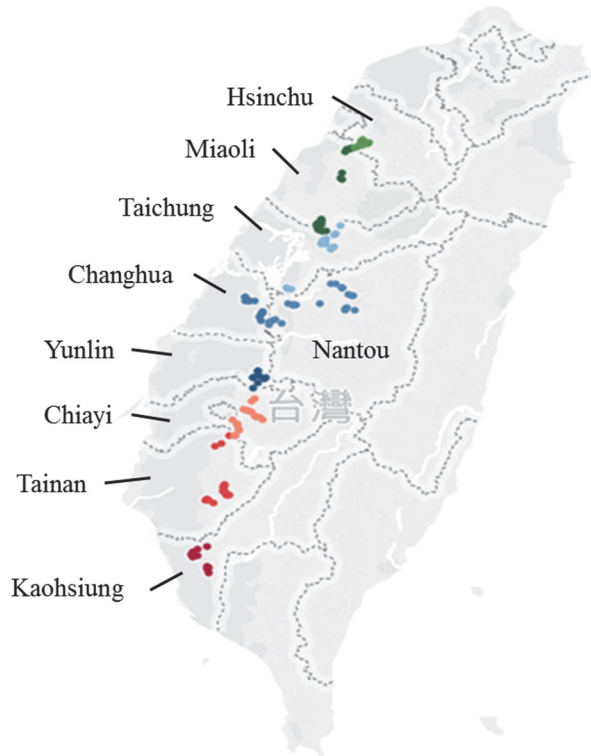 Hsinchu
Miaoli
Taichung
Changhua
Nantou
Yunlin
台灣
Chiayi
Tainan
Kaohsiung